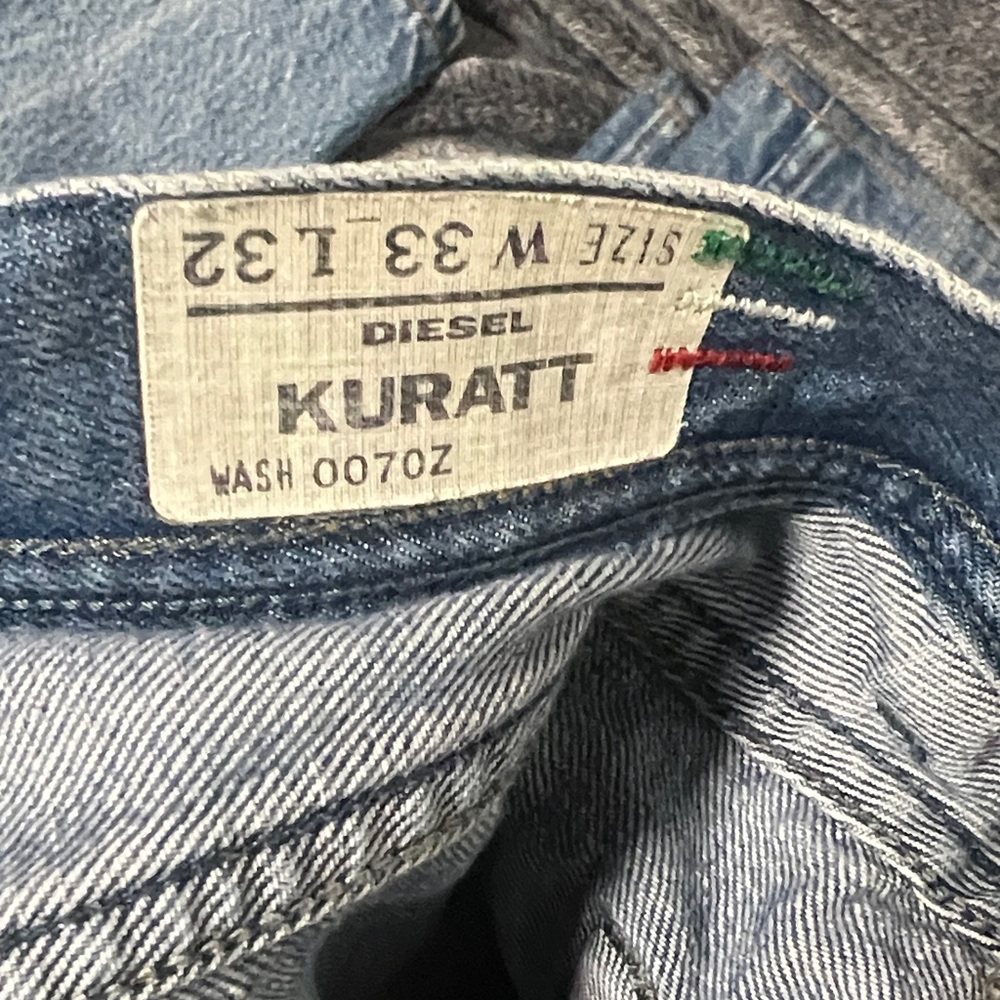 SIZE W 33 L 32
DIESEL
KURATT
WASH 0070Z